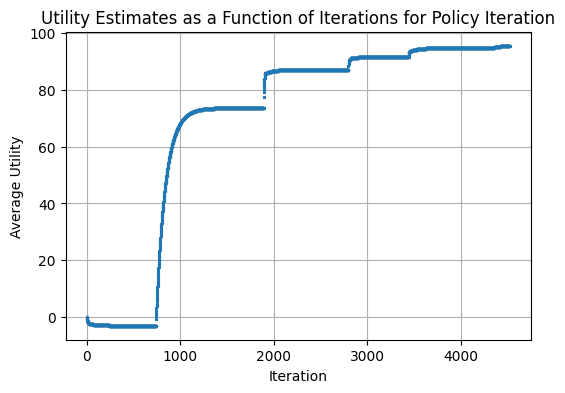 Utility Estimates as a Function of Iterations for Policy Iteration
100
80
60
40
20
0
Average Utility
0 1000 2000 3000 4000
Iteration